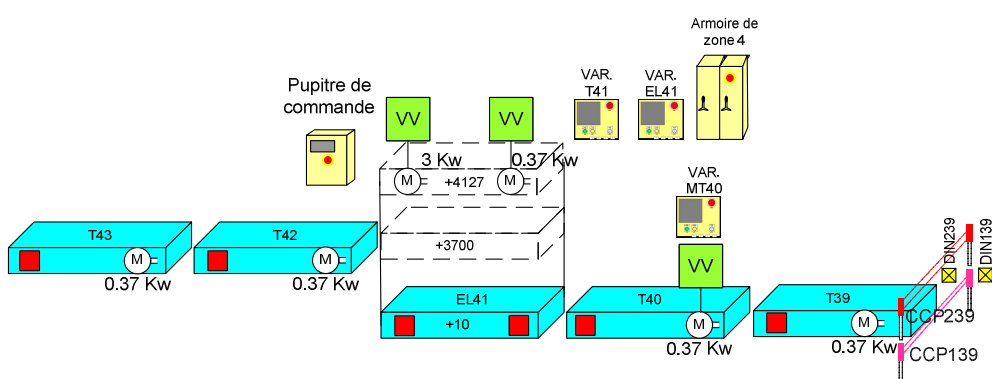 Armoire de
zone 4
VAR.
T41
VAR.
EL41
Pupitre de
commande
VV
VV
3 Kw
0.37 Kw
M
+4127
M
VAR.
MT40
T43
T42
+3700
M
0.37 Kw
M
0.37 Kw
VV
DIN239
DIN139
EL41
+10
T40
M
0.37 Kw
T39
M
0.37 Kw
CCP239
CCP139